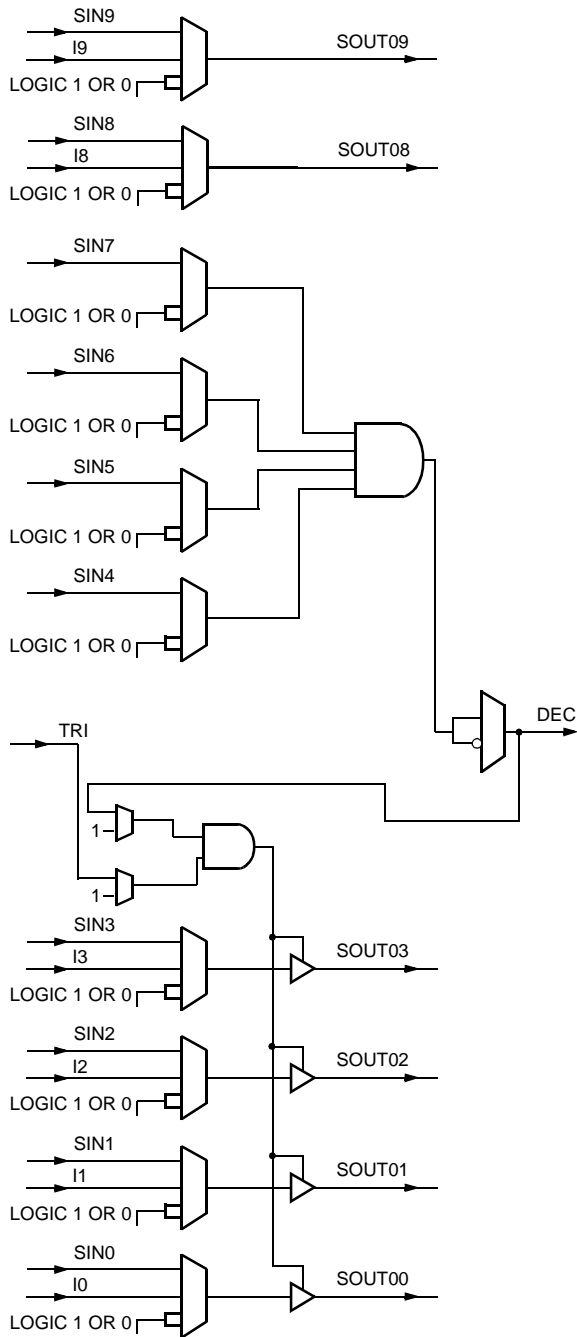 SIN9
I9
SOUT09
LOGIC 1 OR 0
SIN8
I8
SOUT08
LOGIC 1 OR 0
SIN7
LOGIC 1 OR 0
SIN6
LOGIC 1 OR 0
SIN5
LOGIC 1 OR 0
SIN4
LOGIC 1 OR 0
DEC
TRI
1
1
SIN3
I3
SOUT03
LOGIC 1 OR 0
SIN2
I2
SOUT02
LOGIC 1 OR 0
SIN1
I1
SOUT01
LOGIC 1 OR 0
SIN0
I0
SOUT00
LOGIC 1 OR 0